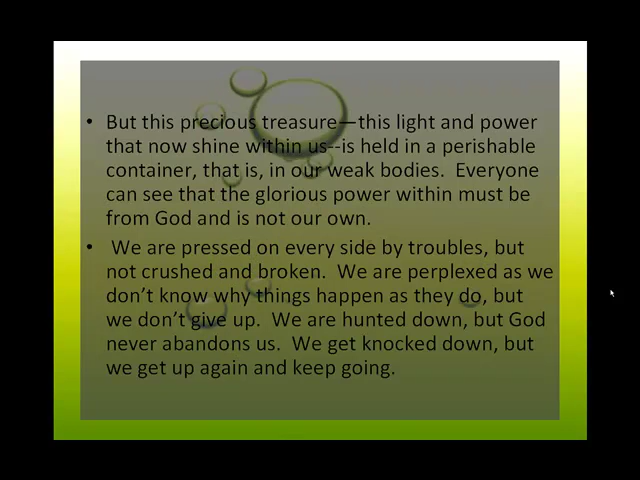 • But this precious treasure—this light and power
that now shine within us--is held in a perishable
container, that is, in our weak bodies.  Everyone
can see that the glorious power within must be
from God and is not our own.
•  We are pressed on every side by troubles, but
not crushed and broken.  We are perplexed as we
don’t know why things happen as they do, but
we don’t give up.  We are hunted down, but God
never abandons us.  We get knocked down, but
we get up again and keep going.